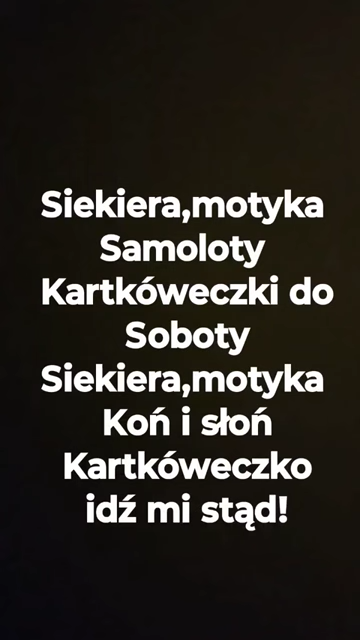 Siekiera,motyka
Samoloty
Kartkóweczki do
Soboty
Siekiera,motyka
Koń i słoń
Kartkóweczko
idź mi stąd!